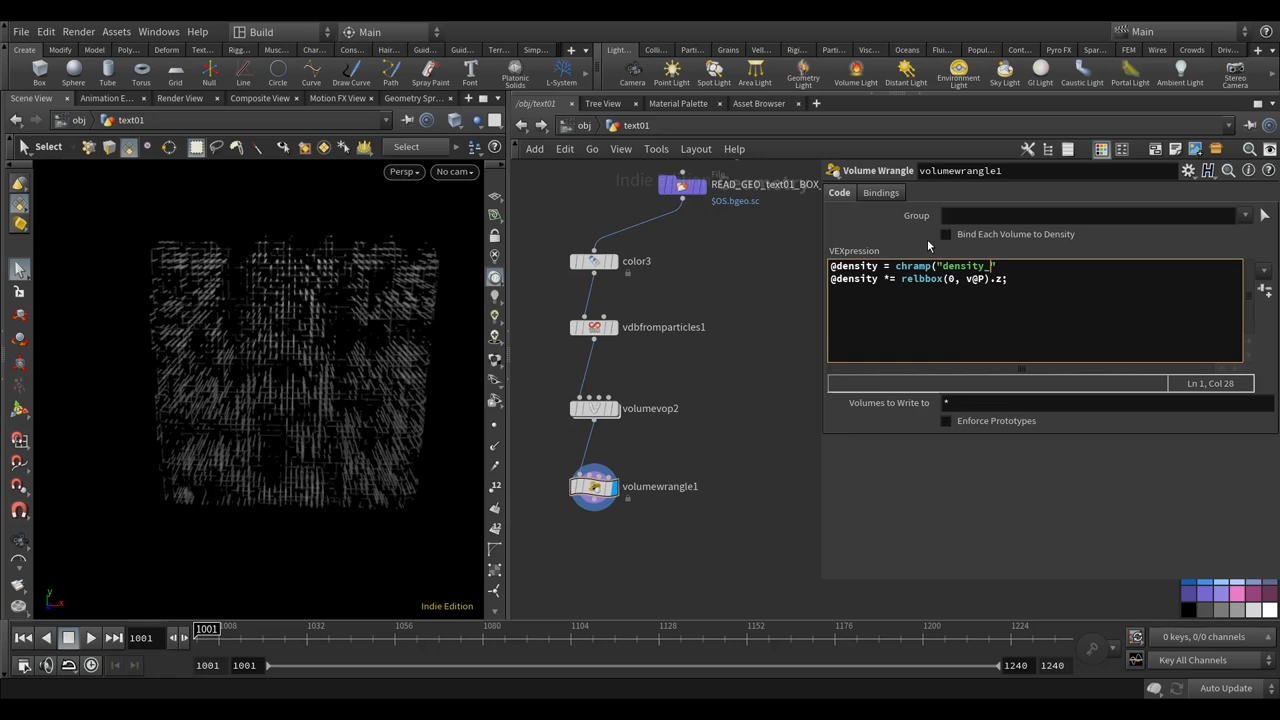 File Edit Render Assets Windows Help Build Main Main
Create Modify Model Poly... Deform Textu... Rigg... Musc... Char... Cons... Hair... Guid... Guid... Terr... Simp... Light... Colli... Parti... Grains Vell... Rigi... Parti... Visc... Oceans Flui... Popul... Cont... Pyro FX Spar... FEM Wires Crowds Driv...
Box Sphere Tube Torus Grid Null Line Circle Curve Draw Curve Path Spray Paint Font Platonic Solids L-System Camera Point Light Spot Light Area Light Geometry Light Volume Light Distant Light Environment Light Sky Light GI Light Caustic Light Portal Light Ambient Light Stereo Camera
Scene View Animation E... Render View Composite View Motion FX View Geometry Spr...
/obj/text01 Tree View Material Palette Asset Browser
obj text01
obj text01
Select Select
Add Edit Go View Tools Layout Help
Persp No cam
Indie
File
READ_GEO_text01_BOX_
$OS.bgeo.sc
color3
vdbfromparticles1
volumevop2
volumewrangle1
Volume Wrangle volumewrangle1
Code Bindings
Group
Bind Each Volume to Density
VEXpression
@density = chramp("density_"
@density *= relbbox(0, v@P).z;
Ln 1, Col 28
Volumes to Write to *
Enforce Prototypes
y
x
Indie Edition
1001 1001 1008 1032 1056 1080 1104 1128 1152 1176 1200 1224
0 keys, 0/0 channels
1001 1001 1240 1240
Key All Channels
Auto Update